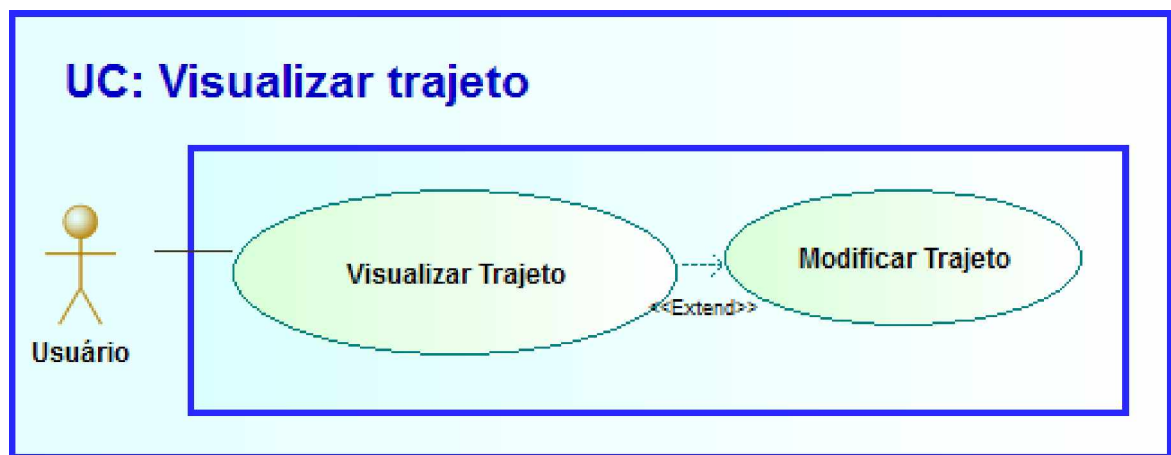 UC: Visualizar trajeto
Visualizar Trajeto
Modificar Trajeto
<<Extend>>
Usuário